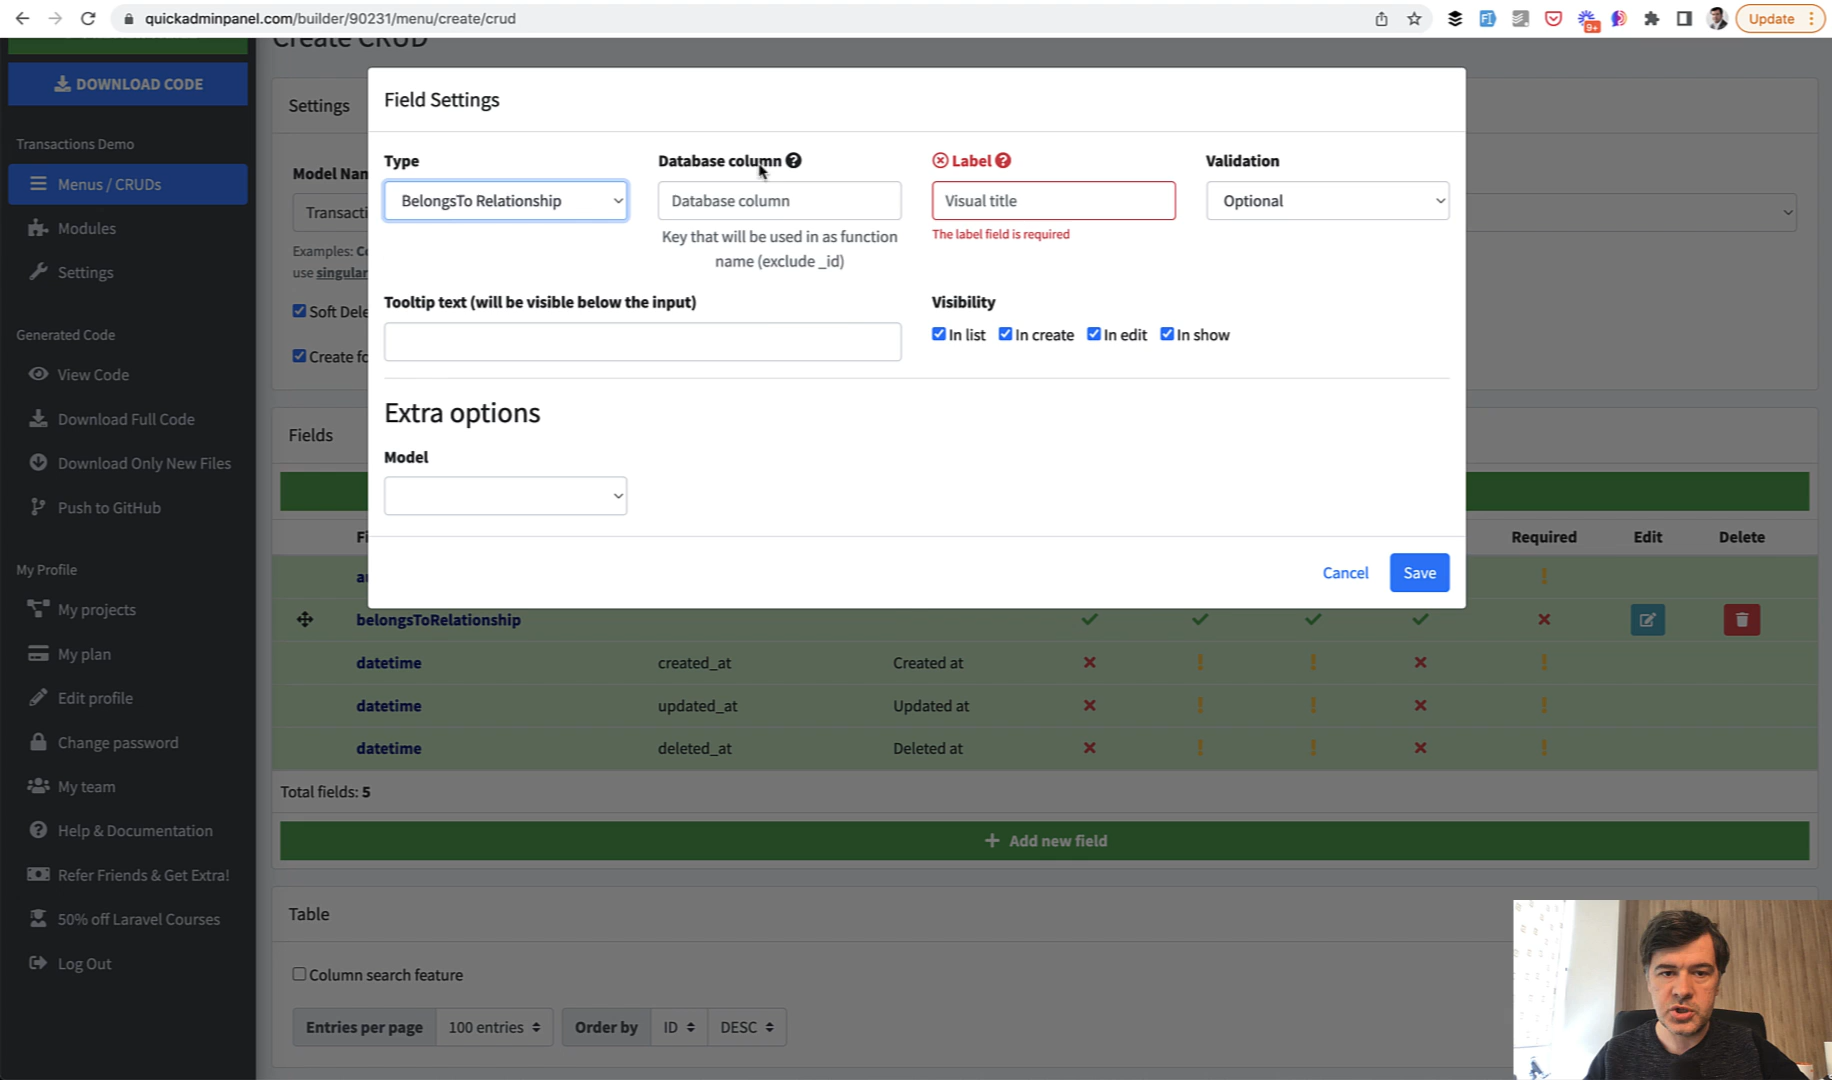 quickadminpanel.com/builder/90231/menu/create/crud
9+
Update
Create CRUD
DOWNLOAD CODE
Transactions Demo
Menus / CRUDs
Modules
Settings
Generated Code
View Code
Download Full Code
Download Only New Files
Push to GitHub
My Profile
My projects
My plan
Edit profile
Change password
My team
Help & Documentation
Refer Friends & Get Extra!
50% off Laravel Courses
Log Out
Settings
Model Nam
Transacti
Examples: Co
use singular
Soft Dele
Create fo
Field Settings
Type
Database column
Label
Validation
BelongsTo Relationship
Database column
Visual title
Optional
Key that will be used in as function
name (exclude _id)
The label field is required
Tooltip text (will be visible below the input)
Visibility
In list
In create
In edit
In show
Extra options
Model
Cancel
Save
Fields
Fi
Required
Edit
Delete
au
belongsToRelationship
datetime
created_at
Created at
datetime
updated_at
Updated at
datetime
deleted_at
Deleted at
Total fields: 5
Add new field
Table
Column search feature
Entries per page
100 entries
Order by
ID
DESC